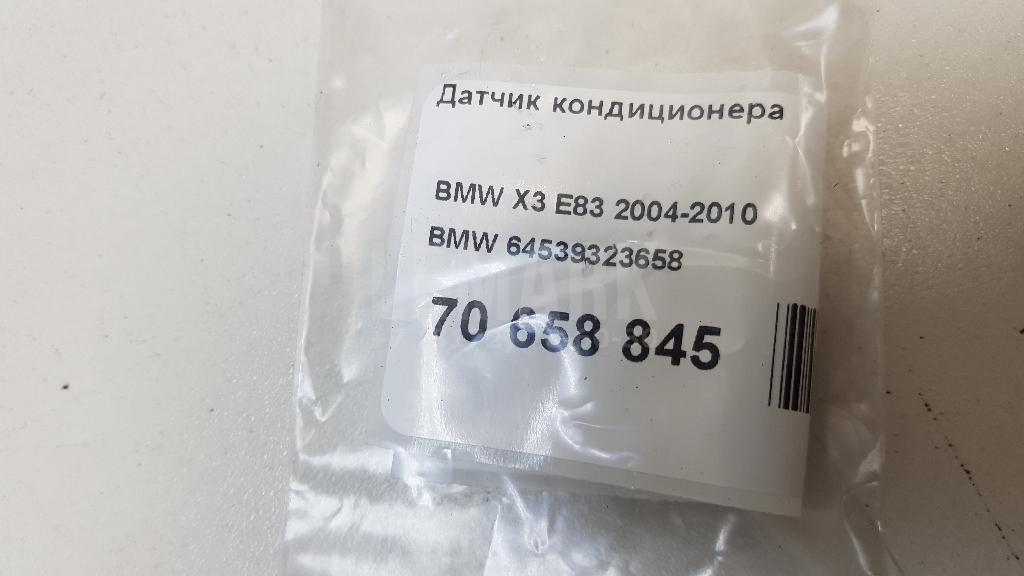 Датчик кондиционера
BMW X3 E83 2004-2010
BMW 64539323658
70 658 845